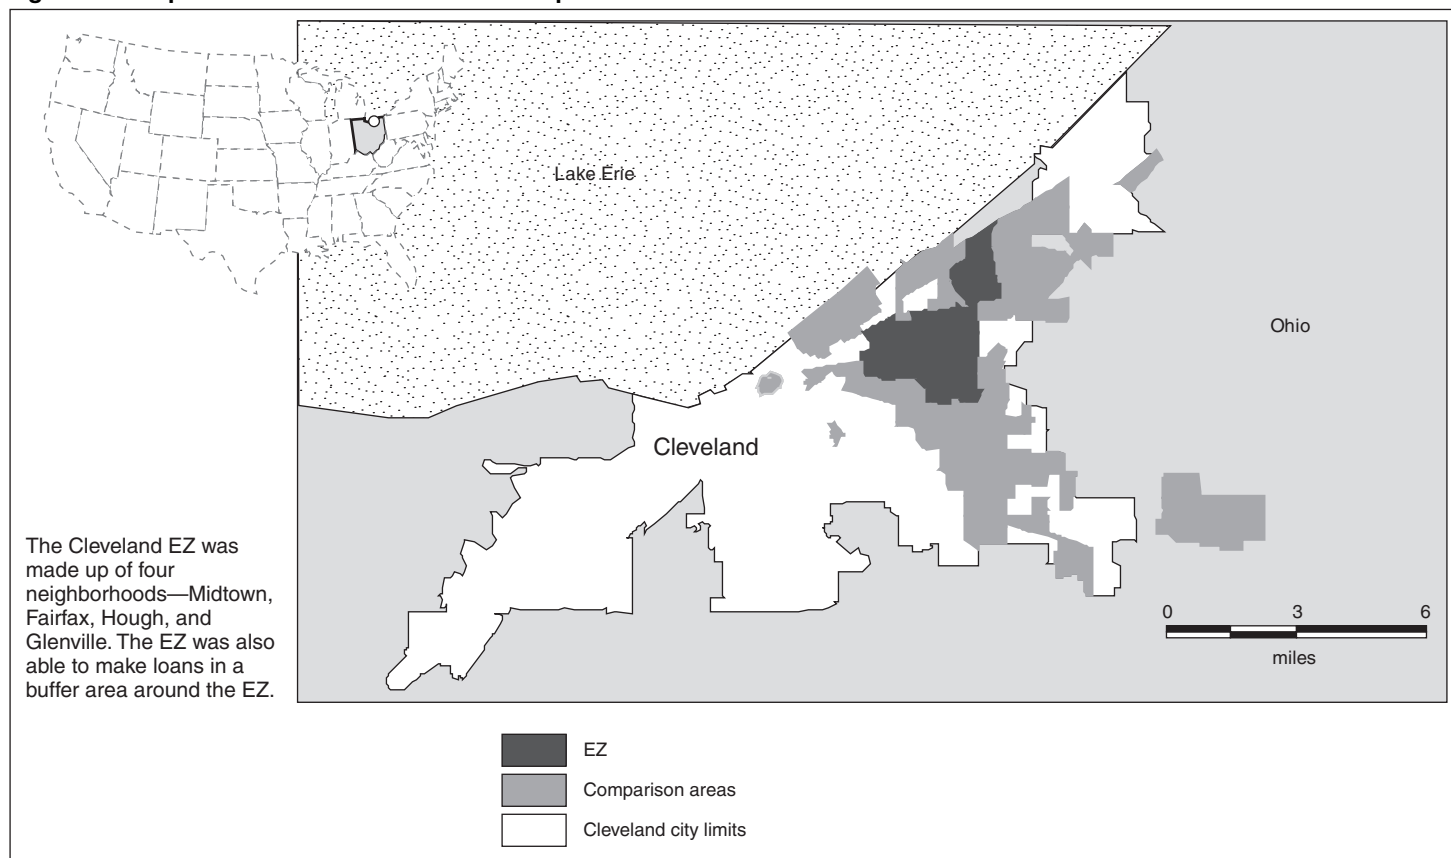 Lake Erie
Ohio
Cleveland
The Cleveland EZ was
made up of four
neighborhoods—Midtown,
Fairfax, Hough, and
Glenville. The EZ was also
able to make loans in a
buffer area around the EZ.
0 3 6
miles
EZ
Comparison areas
Cleveland city limits